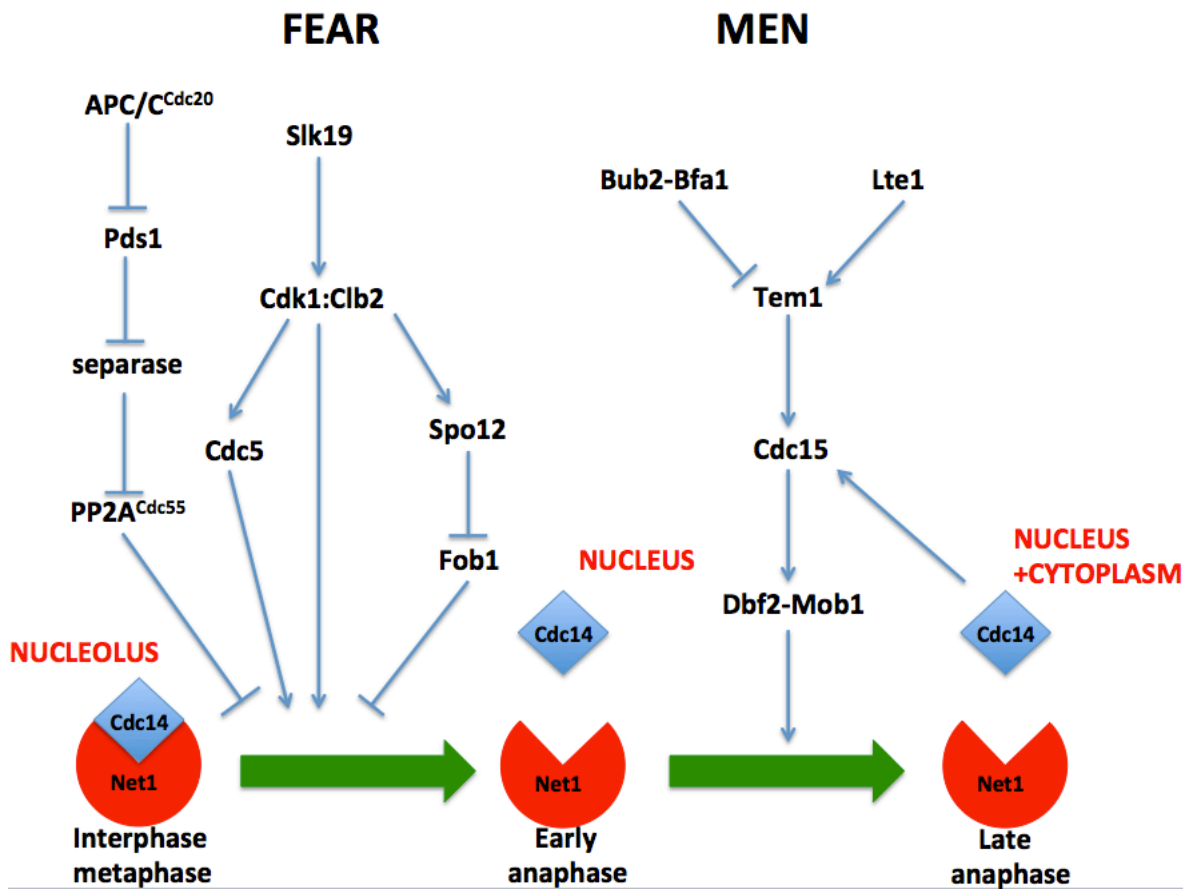 FEAR
MEN
APC/CCdc20
Slk19
Bub2-Bfa1
Lte1
Pds1
Cdk1:Clb2
Tem1
separase
Spo12
Cdc5
Cdc15
PP2ACdc55
Fob1
NUCLEUS
NUCLEUS
+CYTOPLASM
Dbf2-Mob1
Cdc14
Cdc14
NUCLEOLUS
Cdc14
Net1
Net1
Net1
Interphase
metaphase
Early
anaphase
Late
anaphase